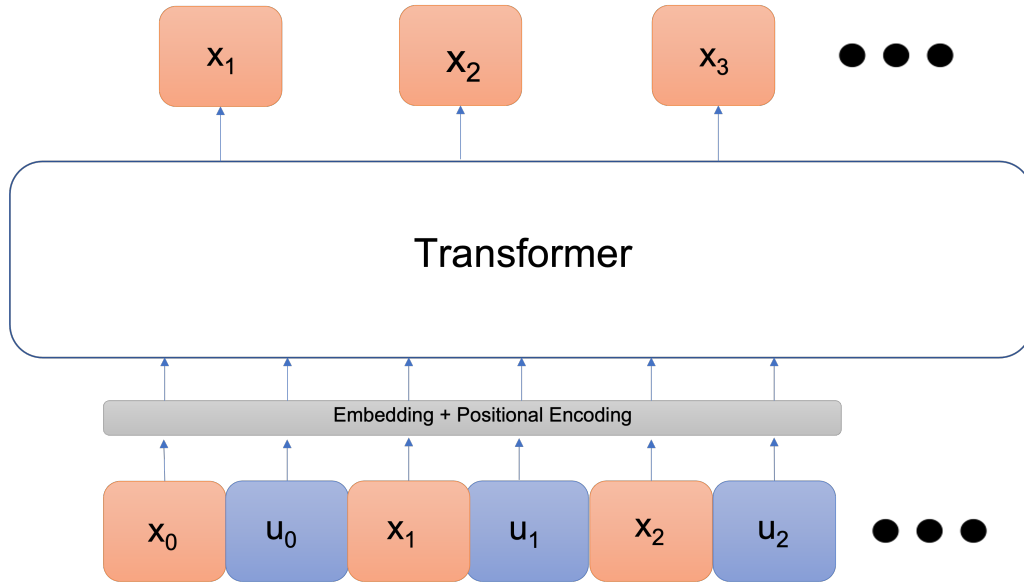 x₁ x₂ x₃
Transformer
Embedding + Positional Encoding
x₀ u₀ x₁ u₁ x₂ u₂